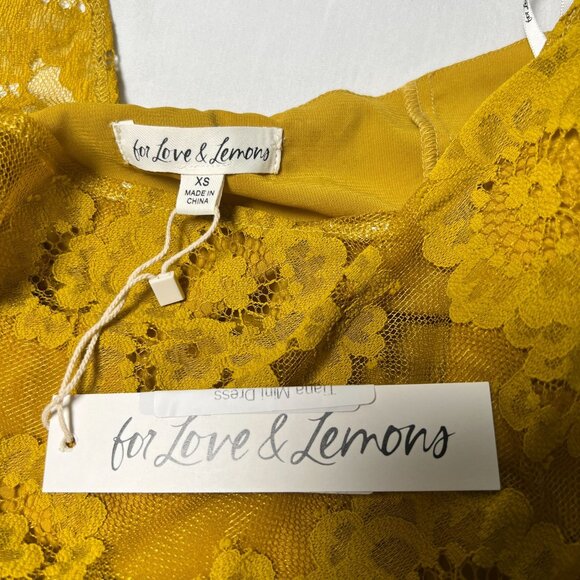 for Love & Lemons
XS
MADE IN
CHINA
Tiana Mini Dress
for Love & Lemons